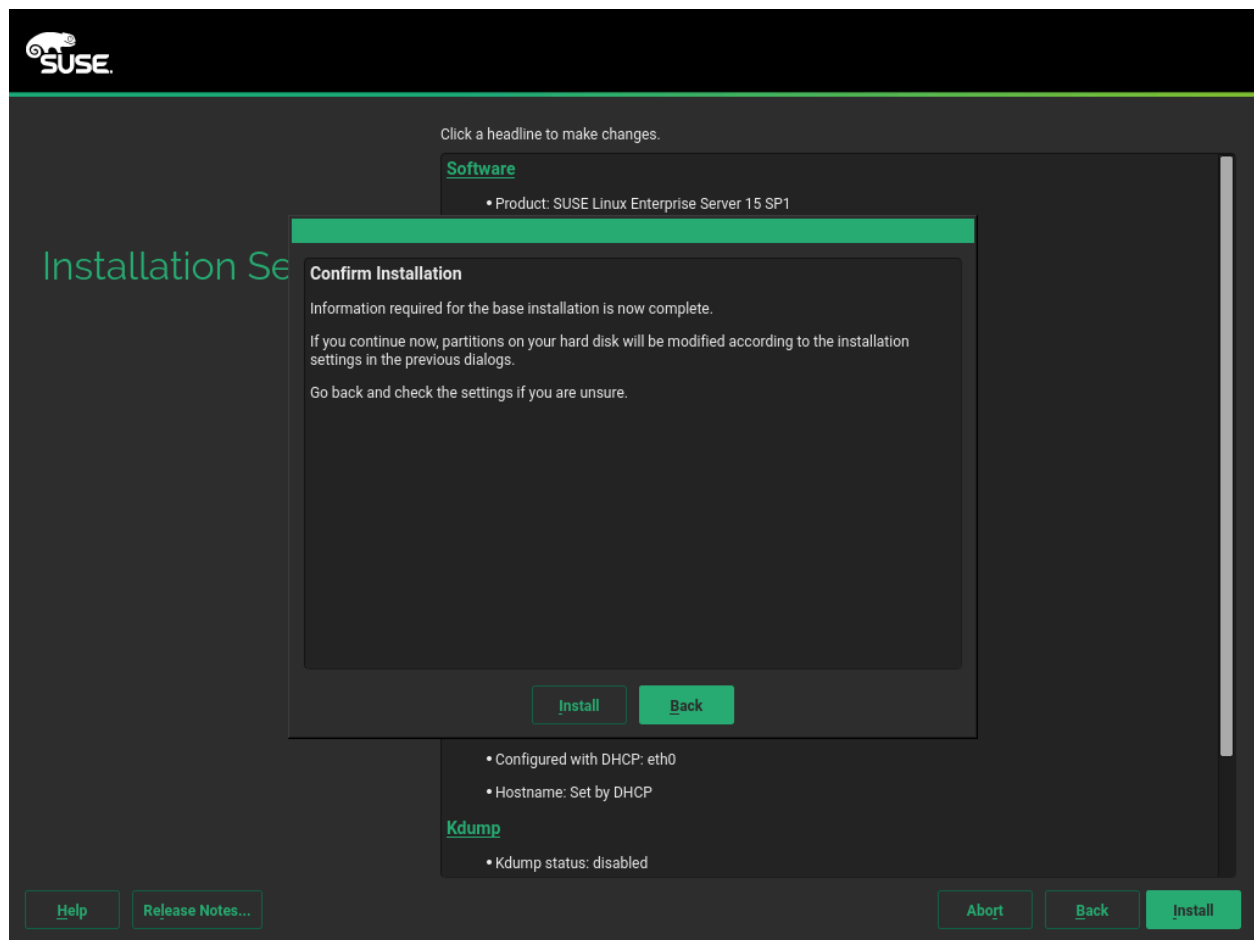 SUSE.
Click a headline to make changes.
Software
• Product: SUSE Linux Enterprise Server 15 SP1
Installation Se
Confirm Installation
Information required for the base installation is now complete.
If you continue now, partitions on your hard disk will be modified according to the installation
settings in the previous dialogs.
Go back and check the settings if you are unsure.
Install Back
• Configured with DHCP: eth0
• Hostname: Set by DHCP
Kdump
• Kdump status: disabled
Help Release Notes... Abort Back Install